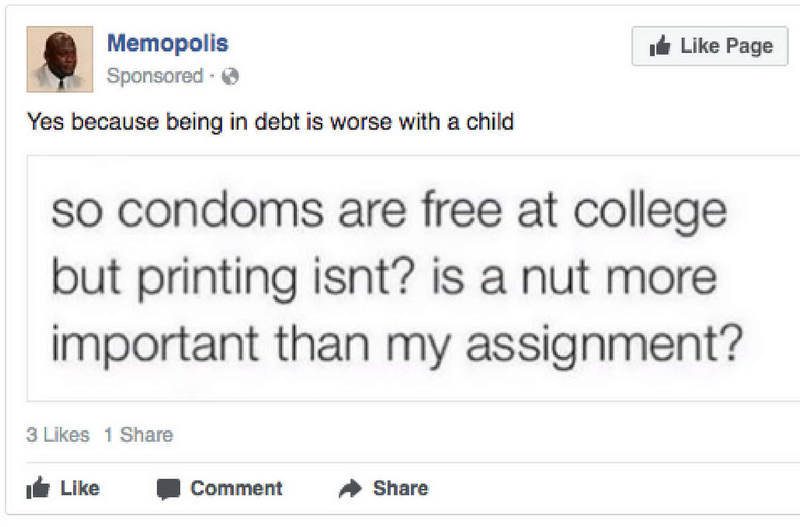 Memopolis
Like Page
Sponsored ·
Yes because being in debt is worse with a child
so condoms are free at college
but printing isnt? is a nut more
important than my assignment?
3 Likes 1 Share
Like Comment Share